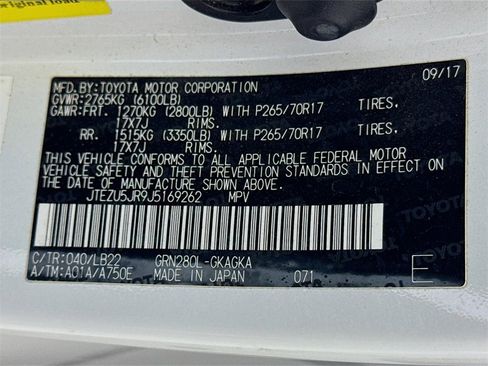 original load
MFD.BY:TOYOTA MOTOR CORPORATION 09/17
GVWR:2765KG (6100LB)
GAWR:FRT. 1270KG (2800LB) WITH P265/70R17 TIRES,
17X7J RIMS.
RR. 1515KG (3350LB) WITH P265/70R17 TIRES,
17X7J RIMS.
THIS VEHICLE CONFORMS TO ALL APPLICABLE FEDERAL MOTOR
VEHICLE SAFETY AND THEFT PREVENTION STANDARDS IN EFFECT ON
THE DATE OF MANUFACTURE SHOWN ABOVE.
JTEZU5JR9J5169262 MPV
C/TR:040/LB22 GRN280L-GKAGKA
A/TM:A01A/A750E MADE IN JAPAN 071 E